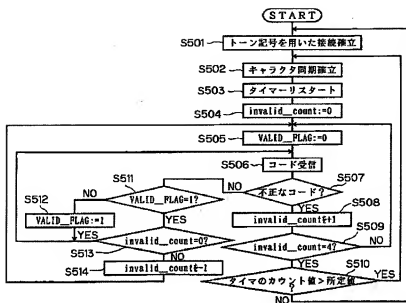 START
S501
トーン記号を用いた接続確立
S502
キャラクタ同期確立
S503
タイマーリスタート
S504
invalid_count:=0
S505
VALID_FLAG:=0
S506
コード受信
S511
S507
S512
NO
VALID_FLAG=1?
NO
不正なコード?
S508
VALID_FLAG:=1
YES
YES
invalid_count+1
S509
YES
invalid_count=0?
invalid_count=4?
NO
S513
NO
YES
S510
S514
invalid_count-1
タイマのカウント値>所定値
?
YES